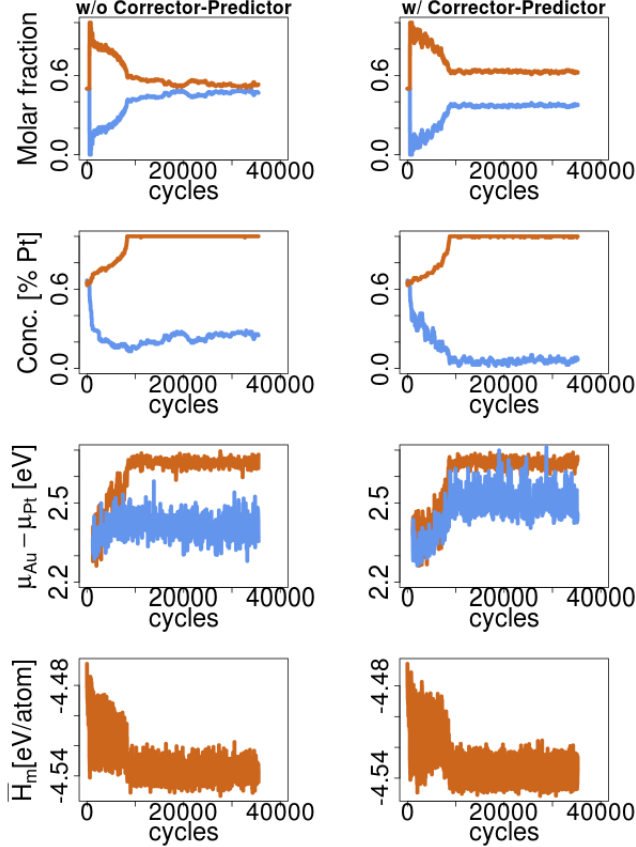 w/o Corrector-Predictor
w/ Corrector-Predictor
Molar fraction
0.0 0.6
0 20000 40000
cycles
0.0 0.6
0 20000 40000
cycles
Conc. [% Pt]
0.0 0.6
0 20000 40000
cycles
0.0 0.6
0 20000 40000
cycles
μAu − μPt [eV]
2.2 2.5
0 20000 40000
cycles
2.2 2.5
0 20000 40000
cycles
H̅m[eV/atom]
-4.54 -4.48
0 20000 40000
cycles
-4.54 -4.48
0 20000 40000
cycles